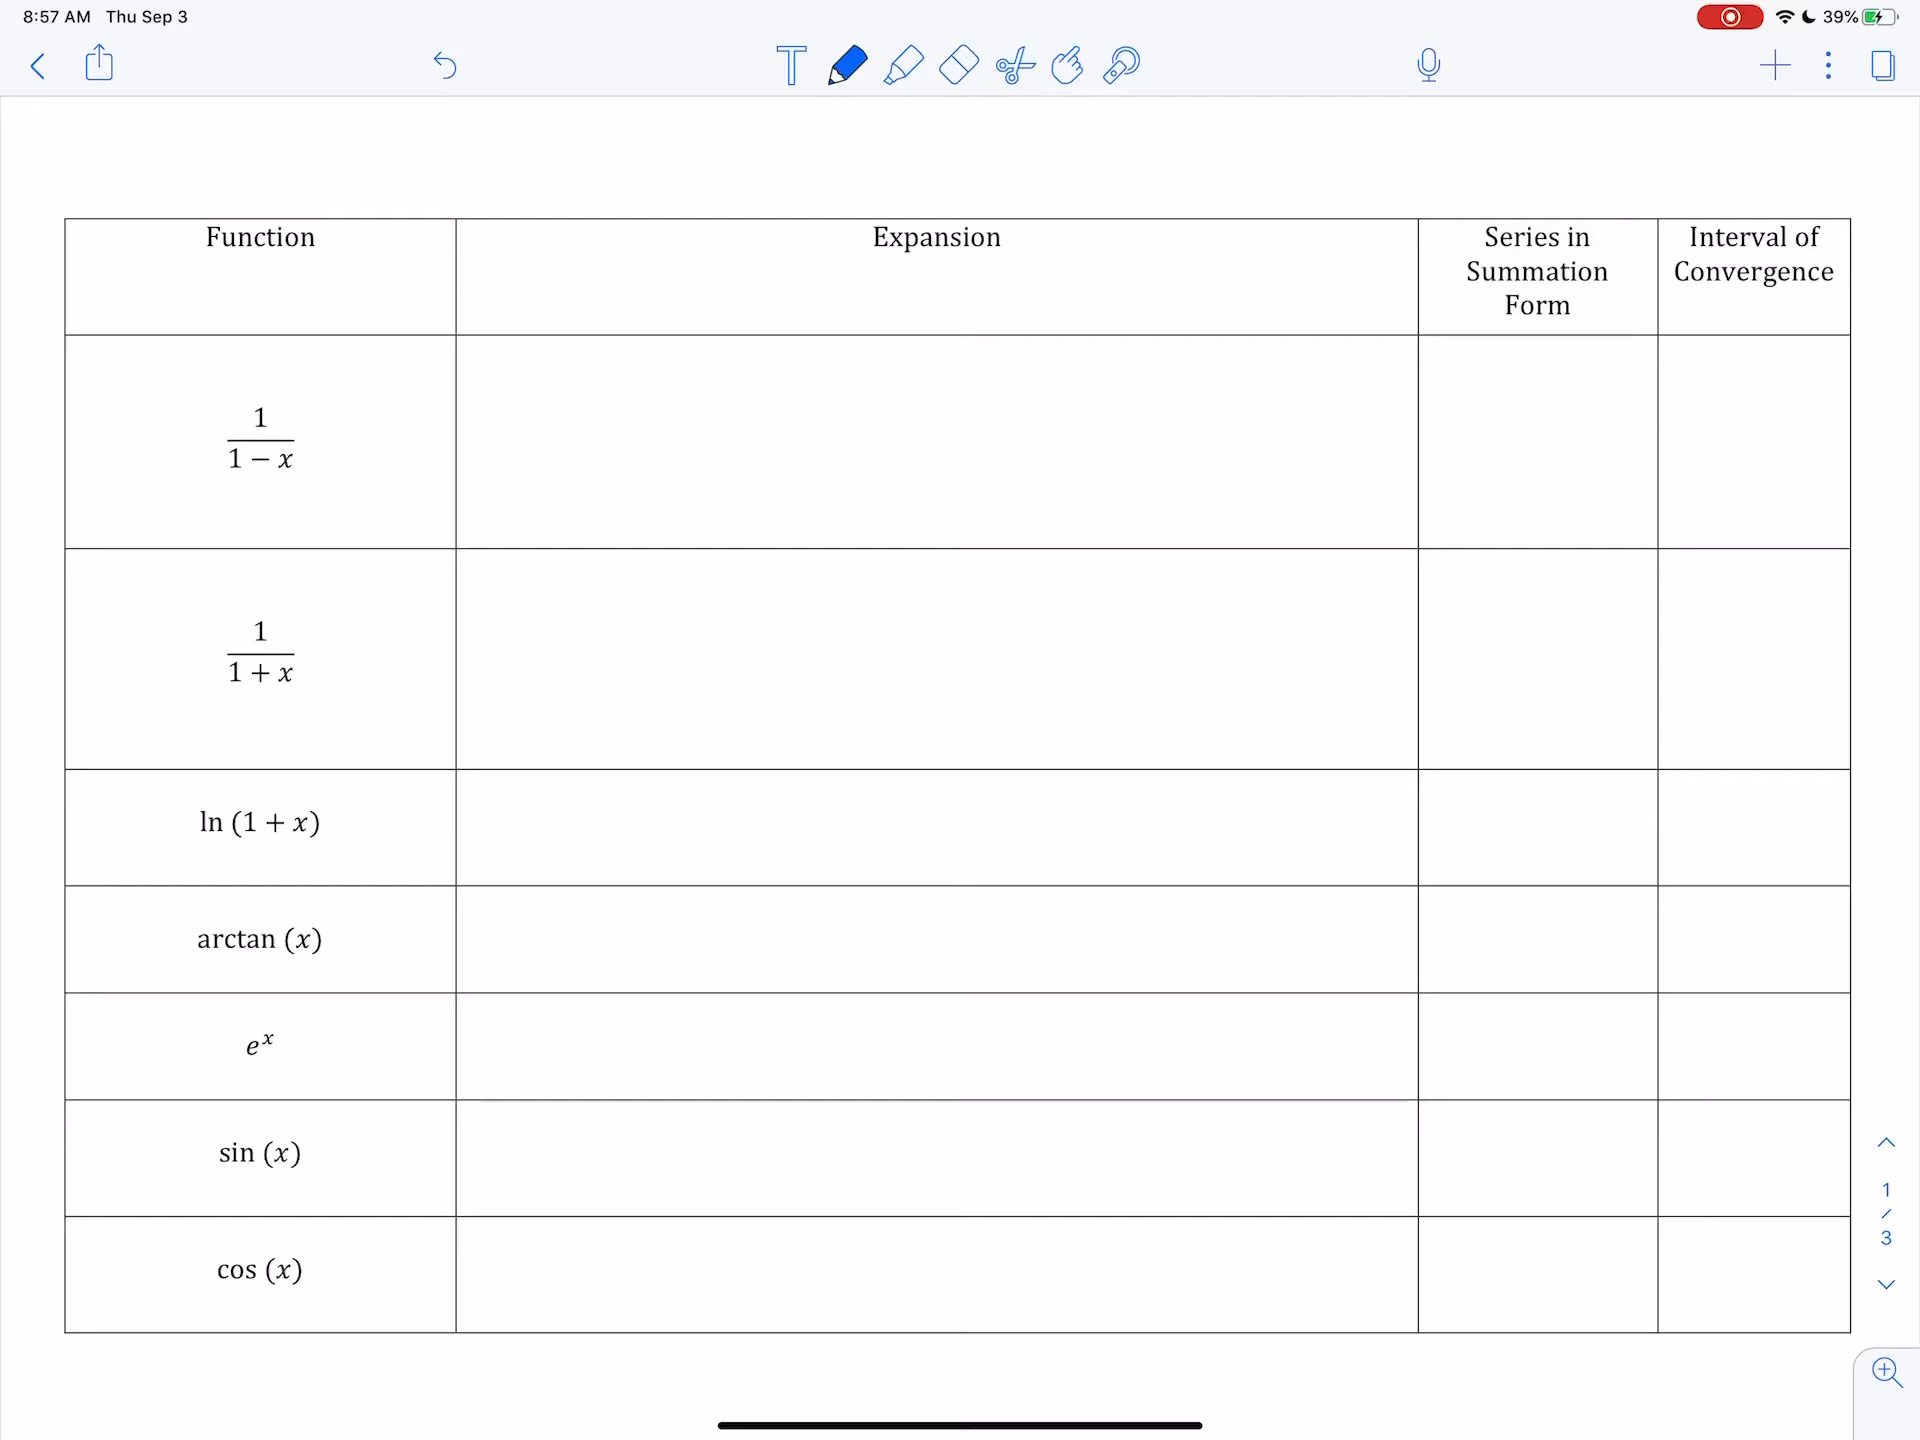 8:57 AM Thu Sep 3
39%
T
Function
Expansion
Series in
Summation
Form
Interval of
Convergence
1
1 − x
1
1 + x
ln (1 + x)
arctan (x)
eˣ
sin (x)
cos (x)
1
/
3